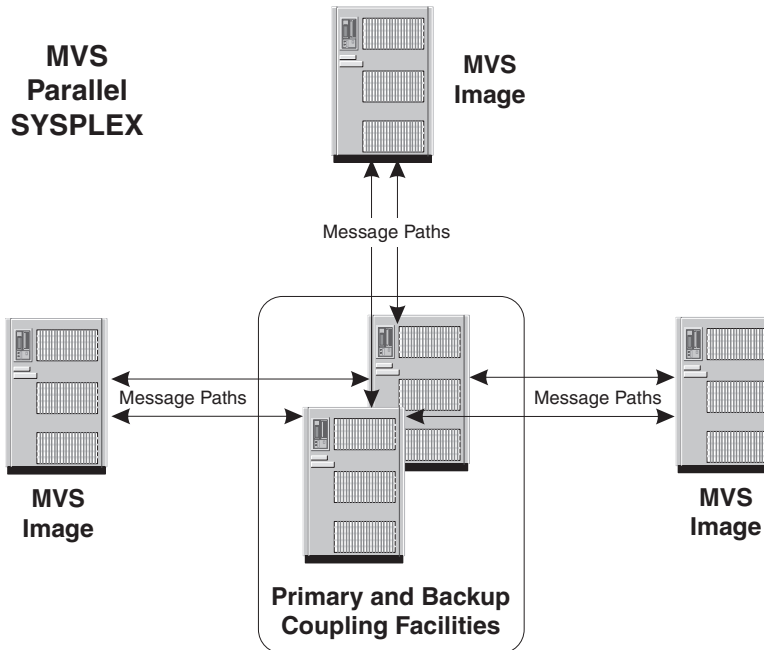 MVS
Parallel
SYSPLEX
MVS
Image
Message Paths
Message Paths
Message Paths
MVS
Image
MVS
Image
Primary and Backup
Coupling Facilities